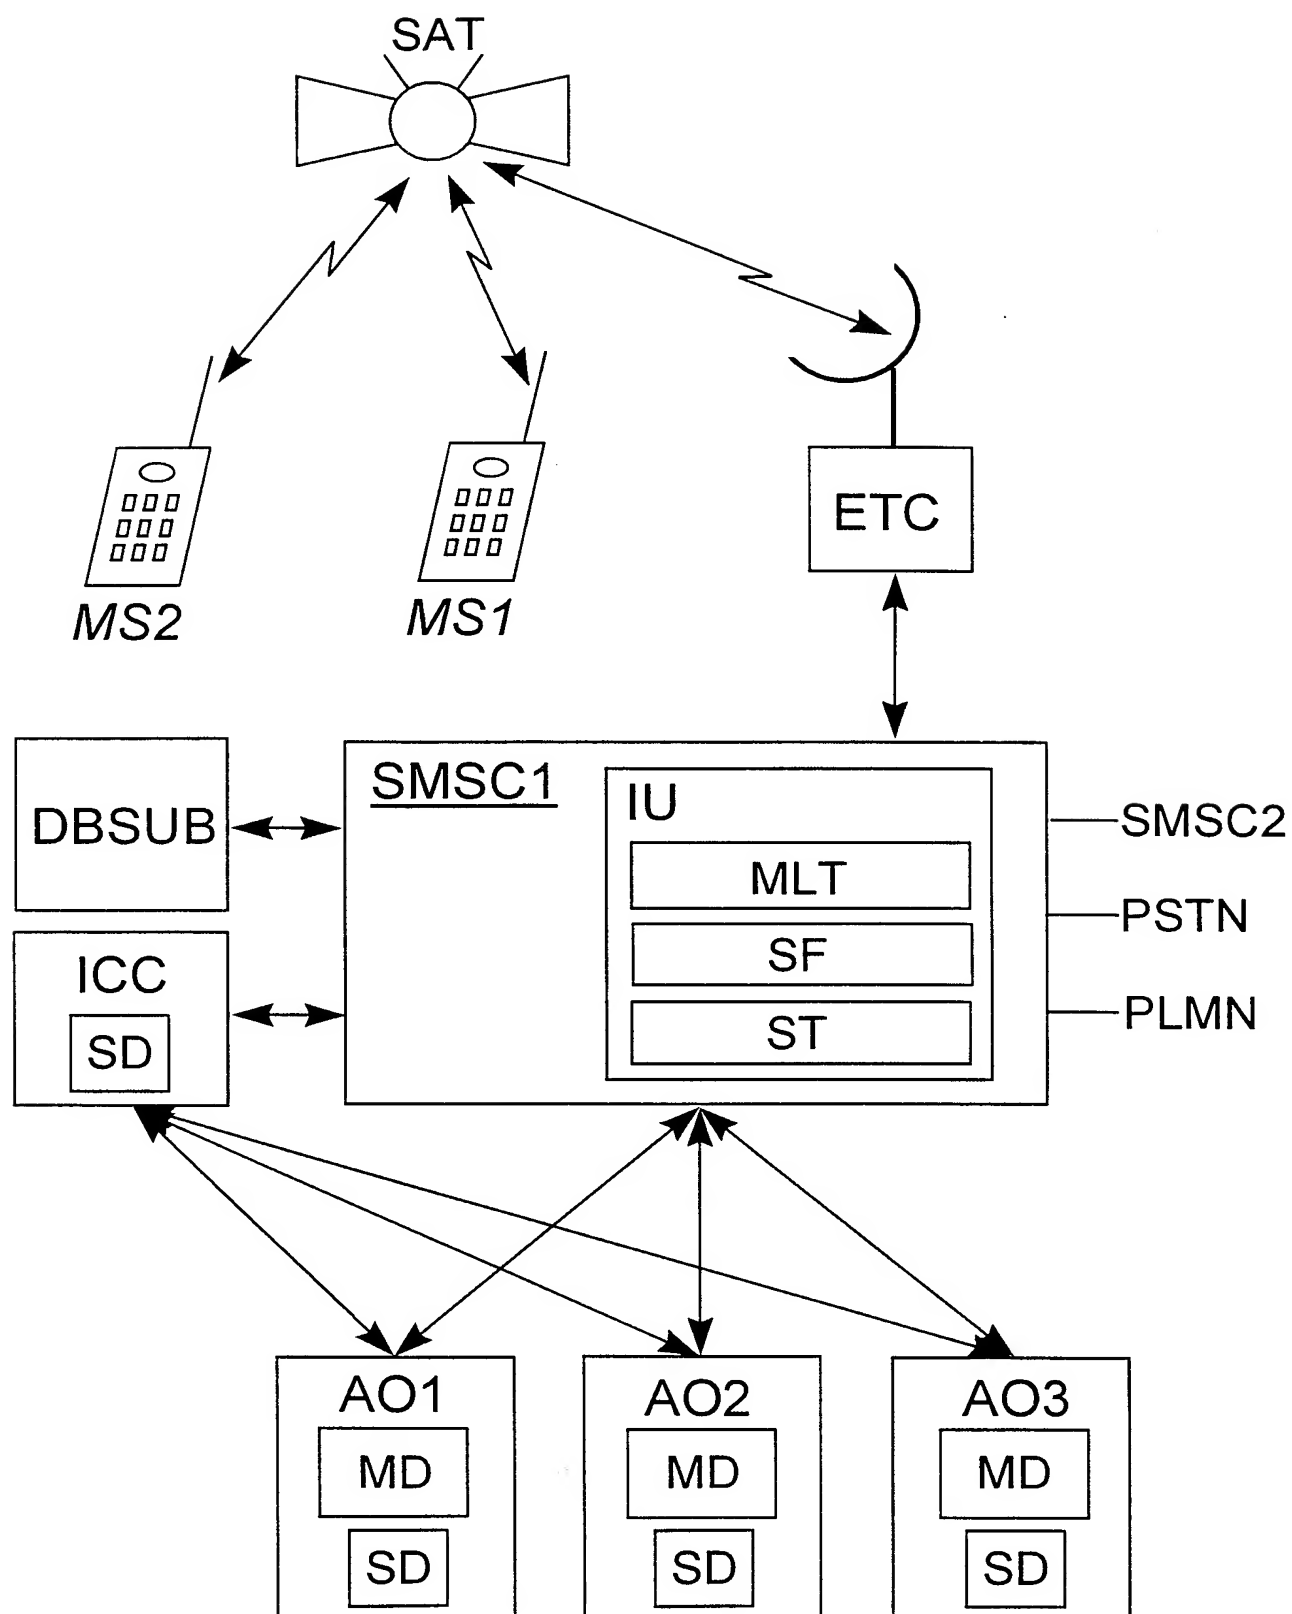 SAT
ETC
MS2
MS1
SMSC1
IU
DBSUB
SMSC2
MLT
PSTN
SF
ICC
PLMN
ST
SD
AO1
AO2
AO3
MD
MD
MD
SD
SD
SD